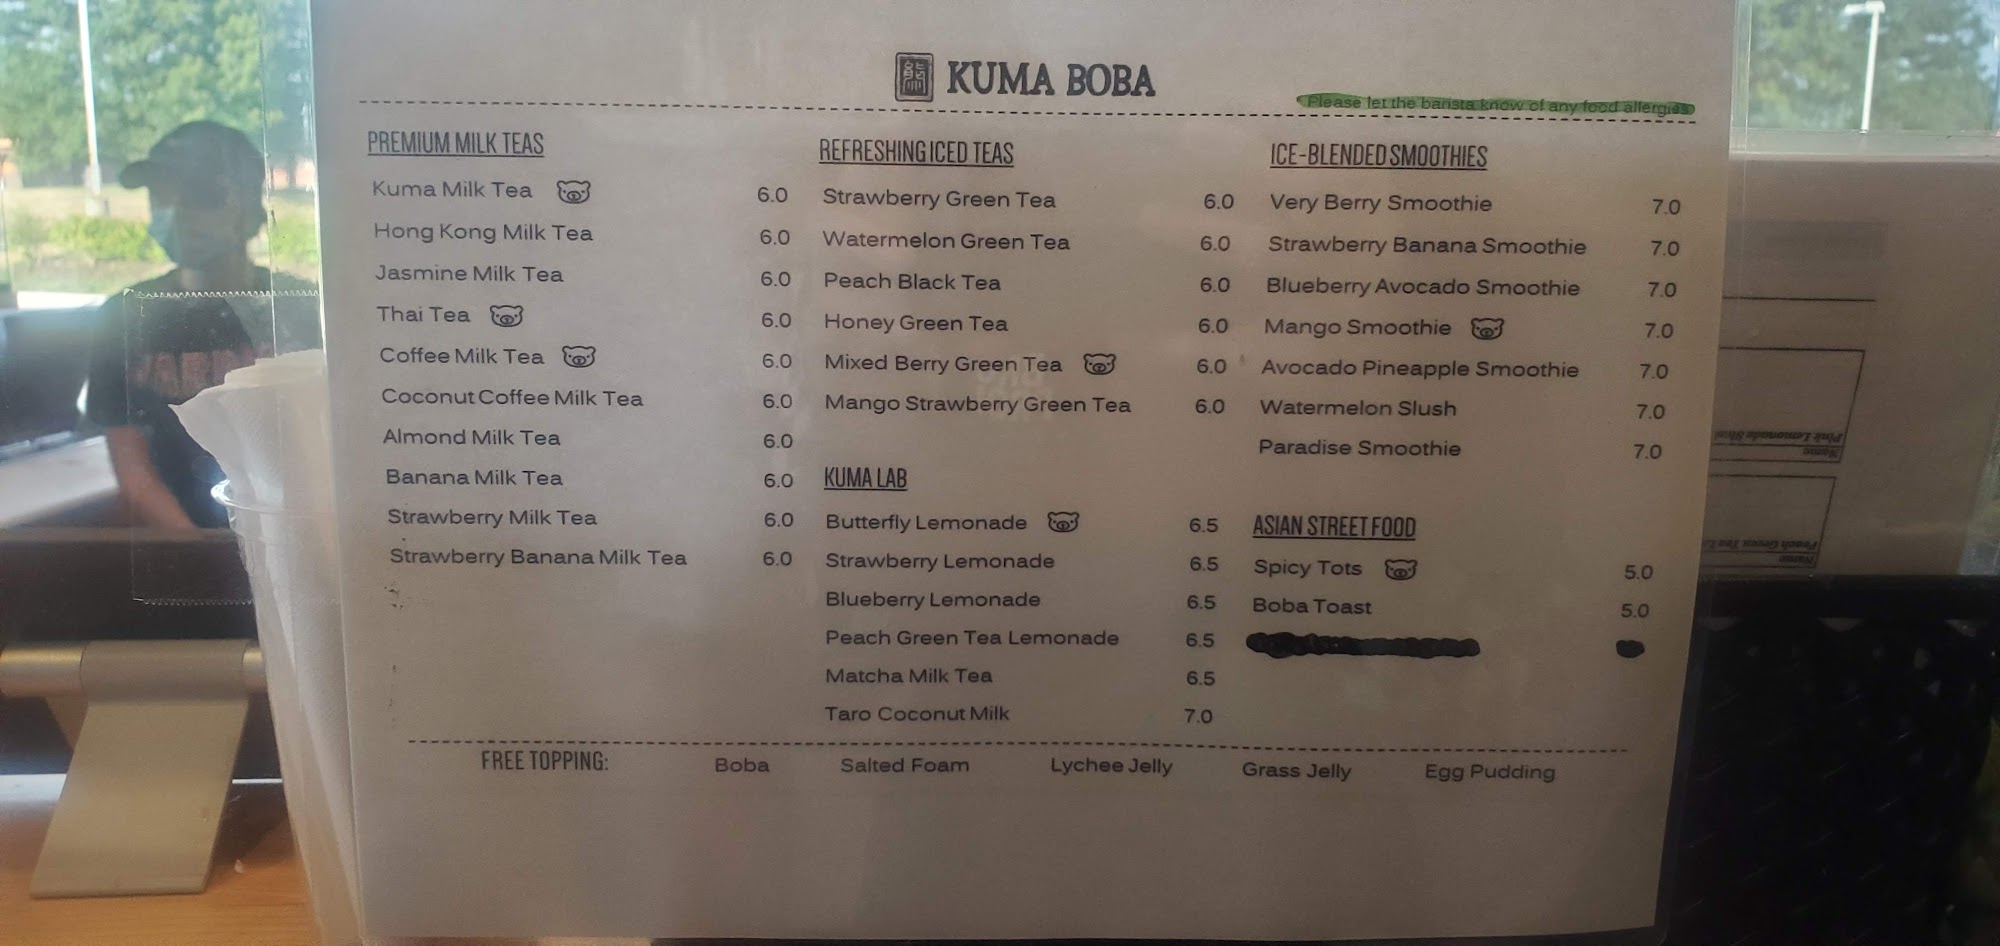 KUMA BOBA
Please let the barista know of any food allergies
PREMIUM MILK TEAS
Kuma Milk Tea 6.0
Hong Kong Milk Tea 6.0
Jasmine Milk Tea 6.0
Thai Tea 6.0
Coffee Milk Tea 6.0
Coconut Coffee Milk Tea 6.0
Almond Milk Tea 6.0
Banana Milk Tea 6.0
Strawberry Milk Tea 6.0
Strawberry Banana Milk Tea 6.0
REFRESHING ICED TEAS
Strawberry Green Tea 6.0
Watermelon Green Tea 6.0
Peach Black Tea 6.0
Honey Green Tea 6.0
Mixed Berry Green Tea 6.0
Mango Strawberry Green Tea 6.0
KUMA LAB
Butterfly Lemonade 6.5
Strawberry Lemonade 6.5
Blueberry Lemonade 6.5
Peach Green Tea Lemonade 6.5
Matcha Milk Tea 6.5
Taro Coconut Milk 7.0
ICE-BLENDED SMOOTHIES
Very Berry Smoothie 7.0
Strawberry Banana Smoothie 7.0
Blueberry Avocado Smoothie 7.0
Mango Smoothie 7.0
Avocado Pineapple Smoothie 7.0
Watermelon Slush 7.0
Paradise Smoothie 7.0
ASIAN STREET FOOD
Spicy Tots 5.0
Boba Toast 5.0
FREE TOPPING: Boba Salted Foam Lychee Jelly Grass Jelly Egg Pudding
Pink Lemonade
Name
Peach Green Tea
Name